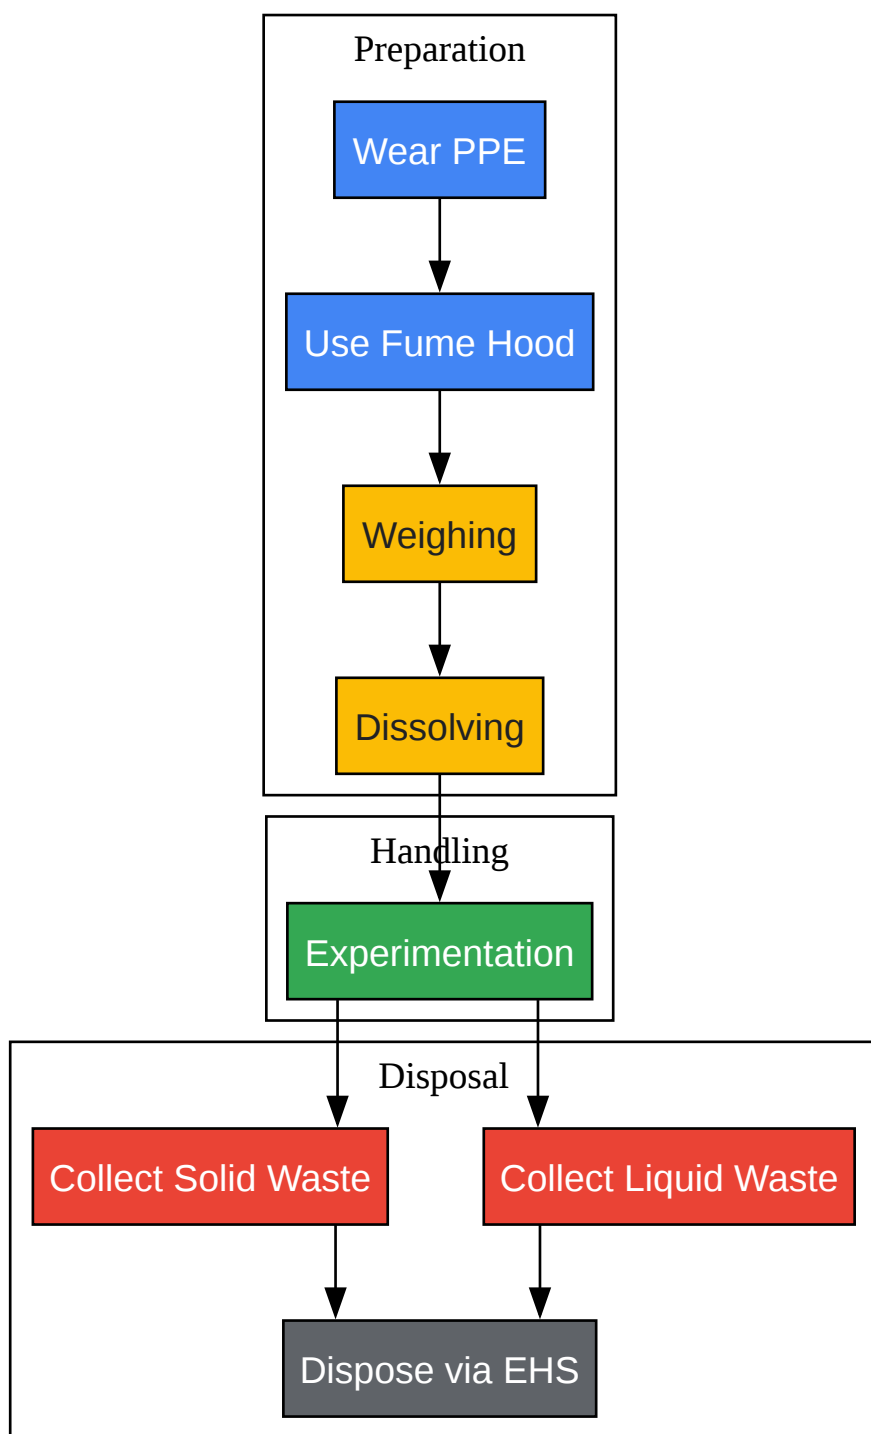 Preparation
Wear PPE
Use Fume Hood
Weighing
Dissolving
Handling
Experimentation
Disposal
Collect Solid Waste
Collect Liquid Waste
Dispose via EHS